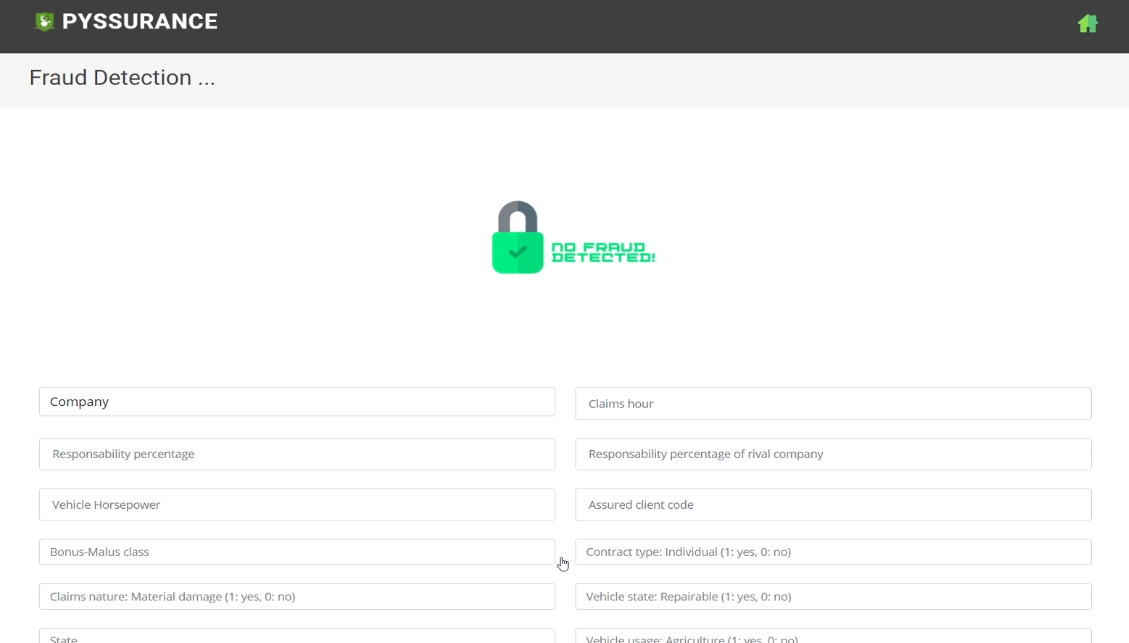 PYSSURANCE
Fraud Detection ...
NO FRAUD
DETECTED!
Company
Claims hour
Responsability percentage
Responsability percentage of rival company
Vehicle Horsepower
Assured client code
Bonus-Malus class
Contract type: Individual (1: yes, 0: no)
Claims nature: Material damage (1: yes, 0: no)
Vehicle state: Repairable (1: yes, 0: no)
State
Vehicle usage: Agriculture (1: yes, 0: no)